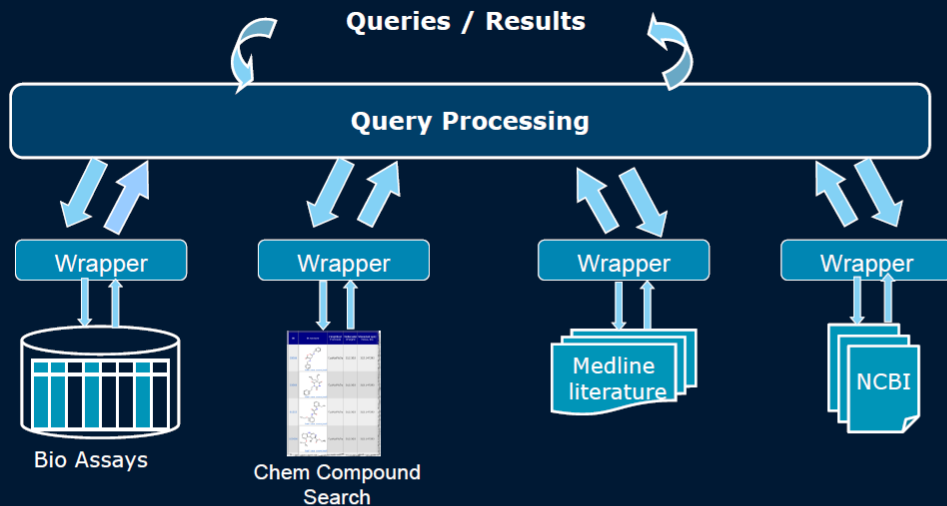 Queries / Results
Query Processing
Wrapper
Wrapper
Wrapper
Wrapper
Medline
literature
NCBI
Bio Assays
Chem Compound
Search